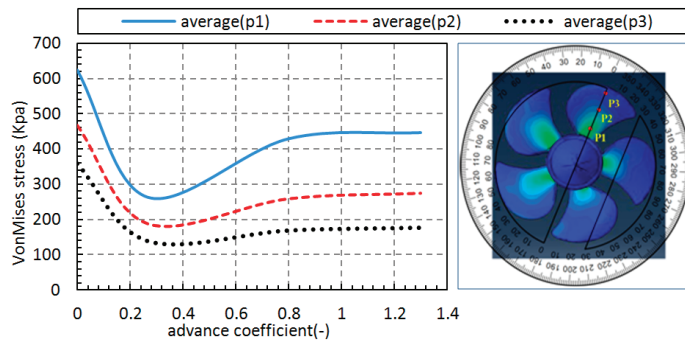 average(p1) average(p2) average(p3)
700
600
500
400
300
200
100
0
VonMises stress (Kpa)
0 0.2 0.4 0.6 0.8 1 1.2 1.4
advance coefficient(-)
P3
P2
P1